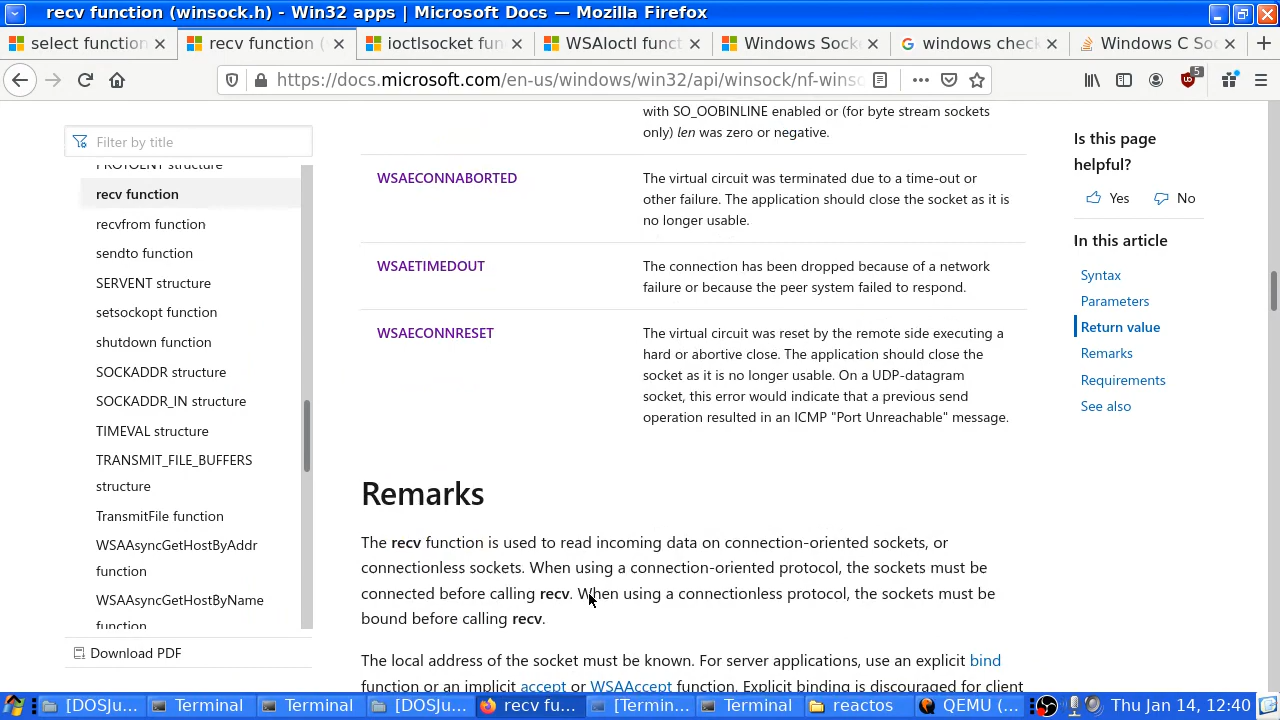 recv function (winsock.h) - Win32 apps | Microsoft Docs — Mozilla Firefox
select function
recv function (
ioctlsocket fun
WSAIoctl funct
Windows Sock
windows check
Windows C Soc
https://docs.microsoft.com/en-us/windows/win32/api/winsock/nf-winso
5
Filter by title
PROTOENT structure
recv function
recvfrom function
sendto function
SERVENT structure
setsockopt function
shutdown function
SOCKADDR structure
SOCKADDR_IN structure
TIMEVAL structure
TRANSMIT_FILE_BUFFERS
structure
TransmitFile function
WSAAsyncGetHostByAddr
function
WSAAsyncGetHostByName
function
Download PDF
with SO_OOBINLINE enabled or (for byte stream sockets
only) len was zero or negative.
WSAECONNABORTED
The virtual circuit was terminated due to a time-out or
other failure. The application should close the socket as it is
no longer usable.
WSAETIMEDOUT
The connection has been dropped because of a network
failure or because the peer system failed to respond.
WSAECONNRESET
The virtual circuit was reset by the remote side executing a
hard or abortive close. The application should close the
socket as it is no longer usable. On a UDP-datagram
socket, this error would indicate that a previous send
operation resulted in an ICMP "Port Unreachable" message.
Remarks
The recv function is used to read incoming data on connection-oriented sockets, or
connectionless sockets. When using a connection-oriented protocol, the sockets must be
connected before calling recv. When using a connectionless protocol, the sockets must be
bound before calling recv.
The local address of the socket must be known. For server applications, use an explicit bind
function or an implicit accept or WSAAccept function. Explicit binding is discouraged for client
Is this page
helpful?
Yes No
In this article
Syntax
Parameters
Return value
Remarks
Requirements
See also
[DOSJu...
Terminal
Terminal
[DOSJu...
recv fu...
[Termin...
Terminal
reactos
QEMU (...
Thu Jan 14, 12:40